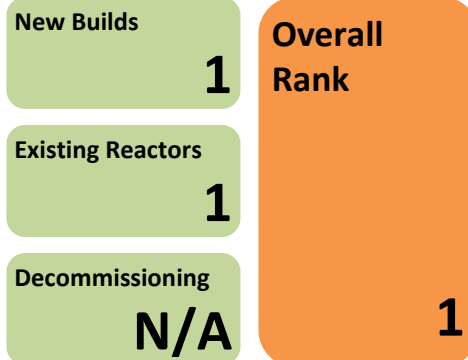 New Builds
1
Existing Reactors
1
Decommissioning
N/A
Overall
Rank
1